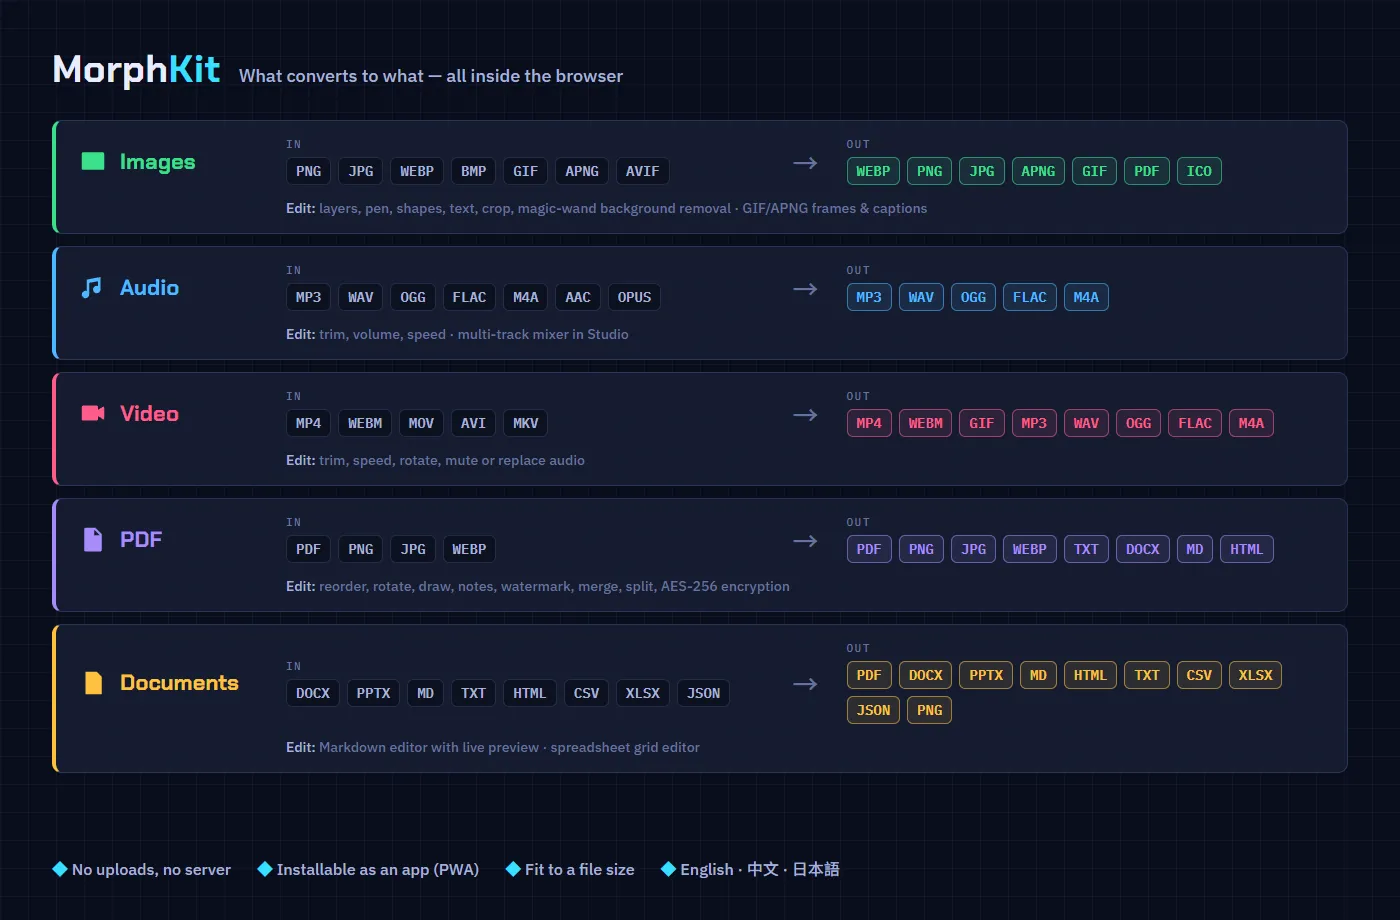 MorphKit What converts to what — all inside the browser
Images
IN
PNG JPG WEBP BMP GIF APNG AVIF
→
OUT
WEBP PNG JPG APNG GIF PDF ICO
Edit: layers, pen, shapes, text, crop, magic-wand background removal · GIF/APNG frames & captions
Audio
IN
MP3 WAV OGG FLAC M4A AAC OPUS
→
OUT
MP3 WAV OGG FLAC M4A
Edit: trim, volume, speed · multi-track mixer in Studio
Video
IN
MP4 WEBM MOV AVI MKV
→
OUT
MP4 WEBM GIF MP3 WAV OGG FLAC M4A
Edit: trim, speed, rotate, mute or replace audio
PDF
IN
PDF PNG JPG WEBP
→
OUT
PDF PNG JPG WEBP TXT DOCX MD HTML
Edit: reorder, rotate, draw, notes, watermark, merge, split, AES-256 encryption
Documents
IN
DOCX PPTX MD TXT HTML CSV XLSX JSON
→
OUT
PDF DOCX PPTX MD HTML TXT CSV XLSX
JSON PNG
Edit: Markdown editor with live preview · spreadsheet grid editor
◆ No uploads, no server ◆ Installable as an app (PWA) ◆ Fit to a file size ◆ English · 中文 · 日本語